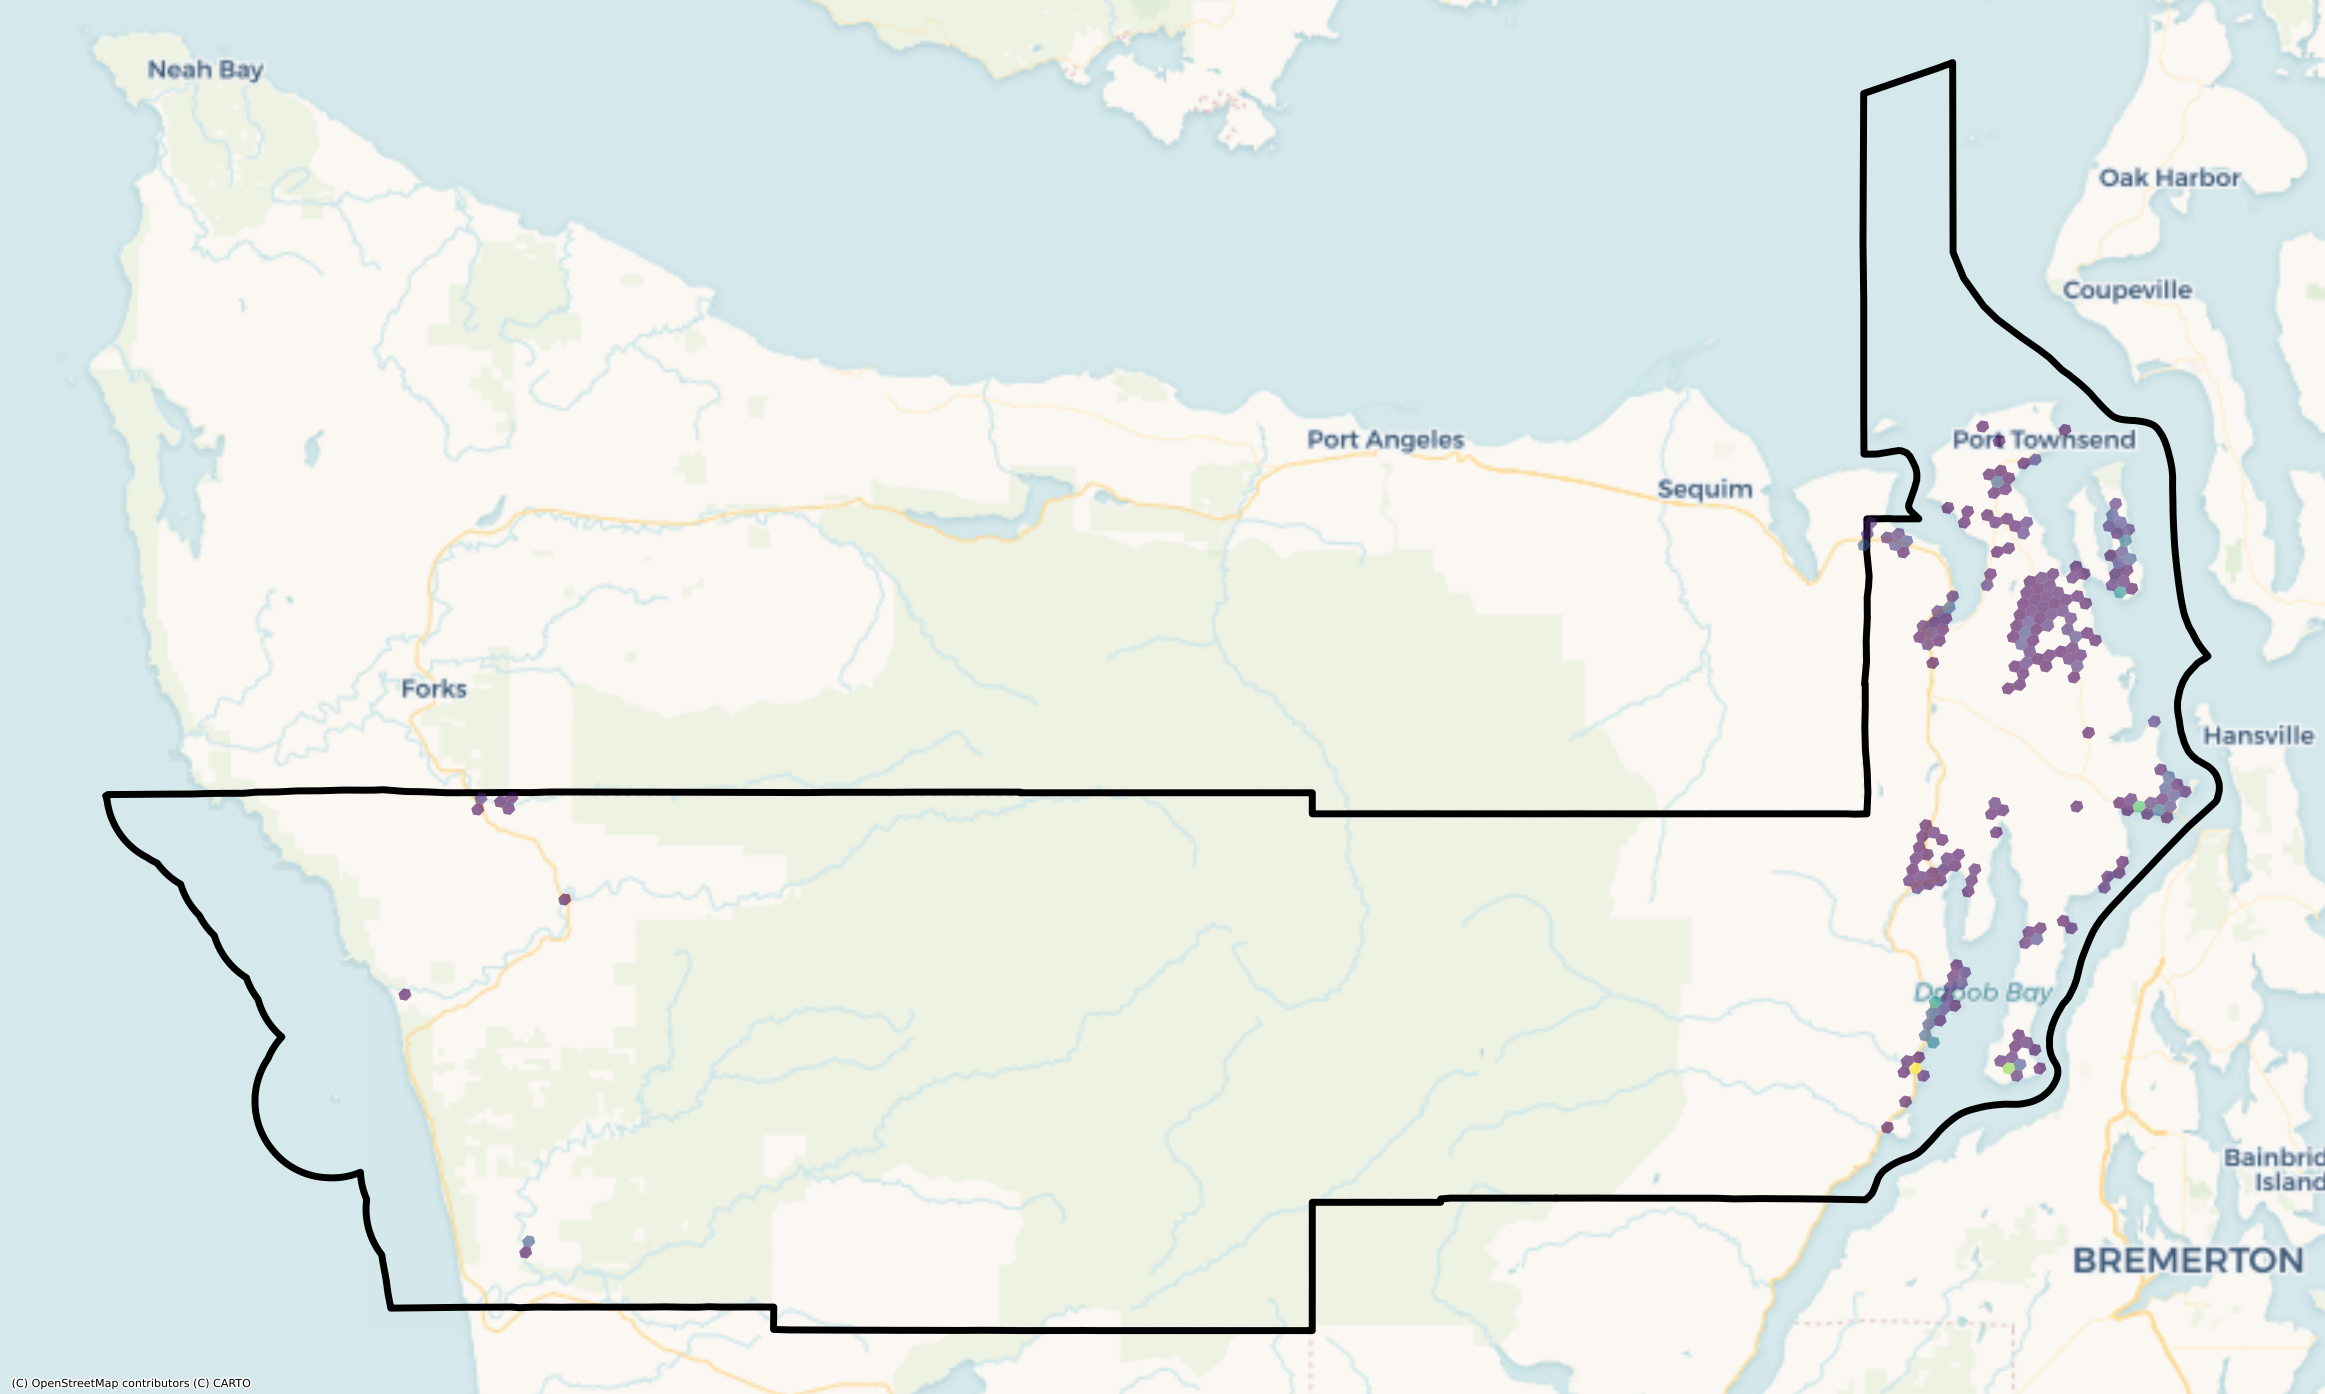 Neah Bay
Oak Harbor
Coupeville
Port Angeles
Port Townsend
Sequim
Forks
Hansville
Dabob Bay
Bainbrid
Island
BREMERTON
(C) OpenStreetMap contributors (C) CARTO